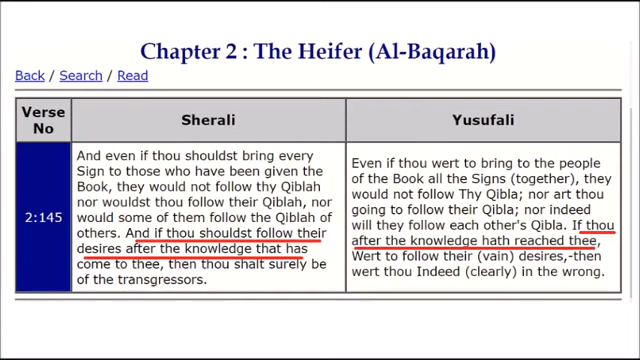 Chapter 2 : The Heifer (Al-Baqarah)
Back / Search / Read
Verse No
Sherali
Yusufali
2:145
And even if thou shouldst bring every
Sign to those who have been given the
Book, they would not follow thy Qiblah
nor wouldst thou follow their Qiblah, nor
would some of them follow the Qiblah of
others. And if thou shouldst follow their
desires after the knowledge that has
come to thee, then thou shalt surely be
of the transgressors.
Even if thou wert to bring to the people
of the Book all the Signs (together), they
would not follow Thy Qibla; nor art thou
going to follow their Qibla; nor indeed
will they follow each other's Qibla. If thou
after the knowledge hath reached thee,
Wert to follow their (vain) desires,-then
wert thou Indeed (clearly) in the wrong.